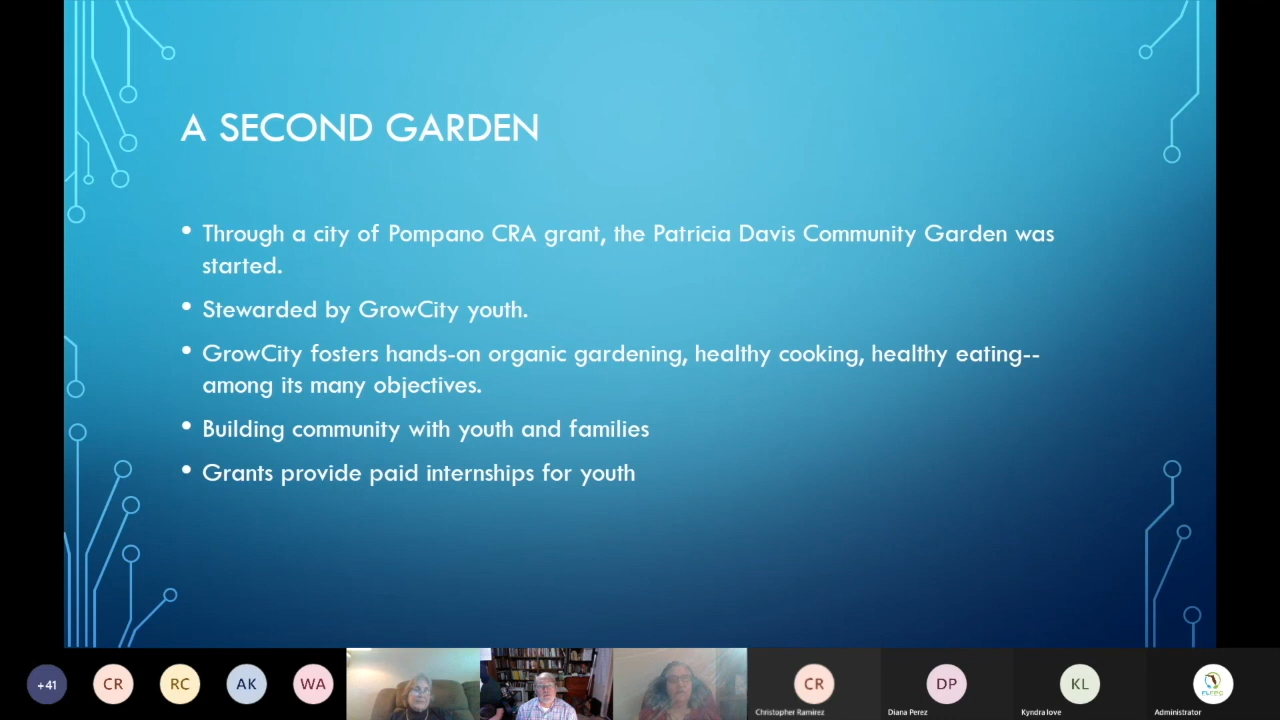 A SECOND GARDEN
• Through a city of Pompano CRA grant, the Patricia Davis Community Garden was
started.
• Stewarded by GrowCity youth.
• GrowCity fosters hands-on organic gardening, healthy cooking, healthy eating--
among its many objectives.
• Building community with youth and families
• Grants provide paid internships for youth
+41
CR
RC
AK
WA
CR
Christopher Ramirez
DP
Diana Perez
KL
Kyndra love
FLFPC
Administrator